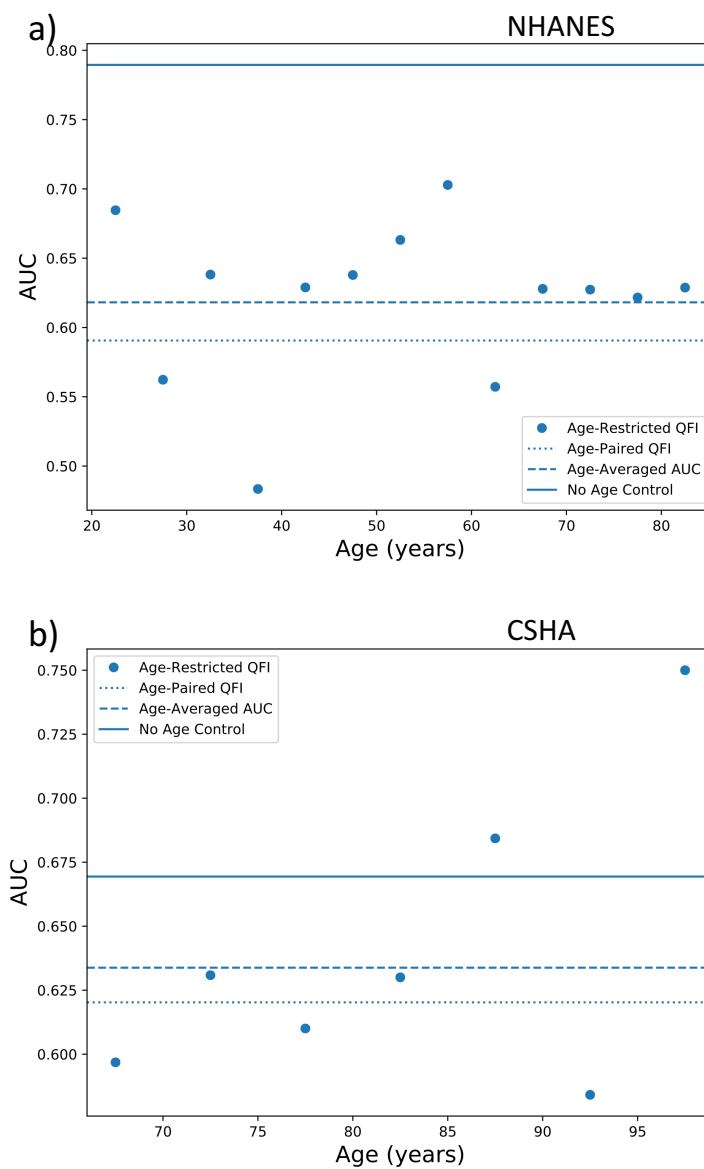 a)
NHANES
0.80
0.75
0.70
0.65
0.60
0.55
0.50
AUC
20 30 40 50 60 70 80
Age (years)
Age-Restricted QFI
Age-Paired QFI
Age-Averaged AUC
No Age Control
b)
CSHA
Age-Restricted QFI
Age-Paired QFI
Age-Averaged AUC
No Age Control
0.750
0.725
0.700
0.675
0.650
0.625
0.600
AUC
70 75 80 85 90 95
Age (years)